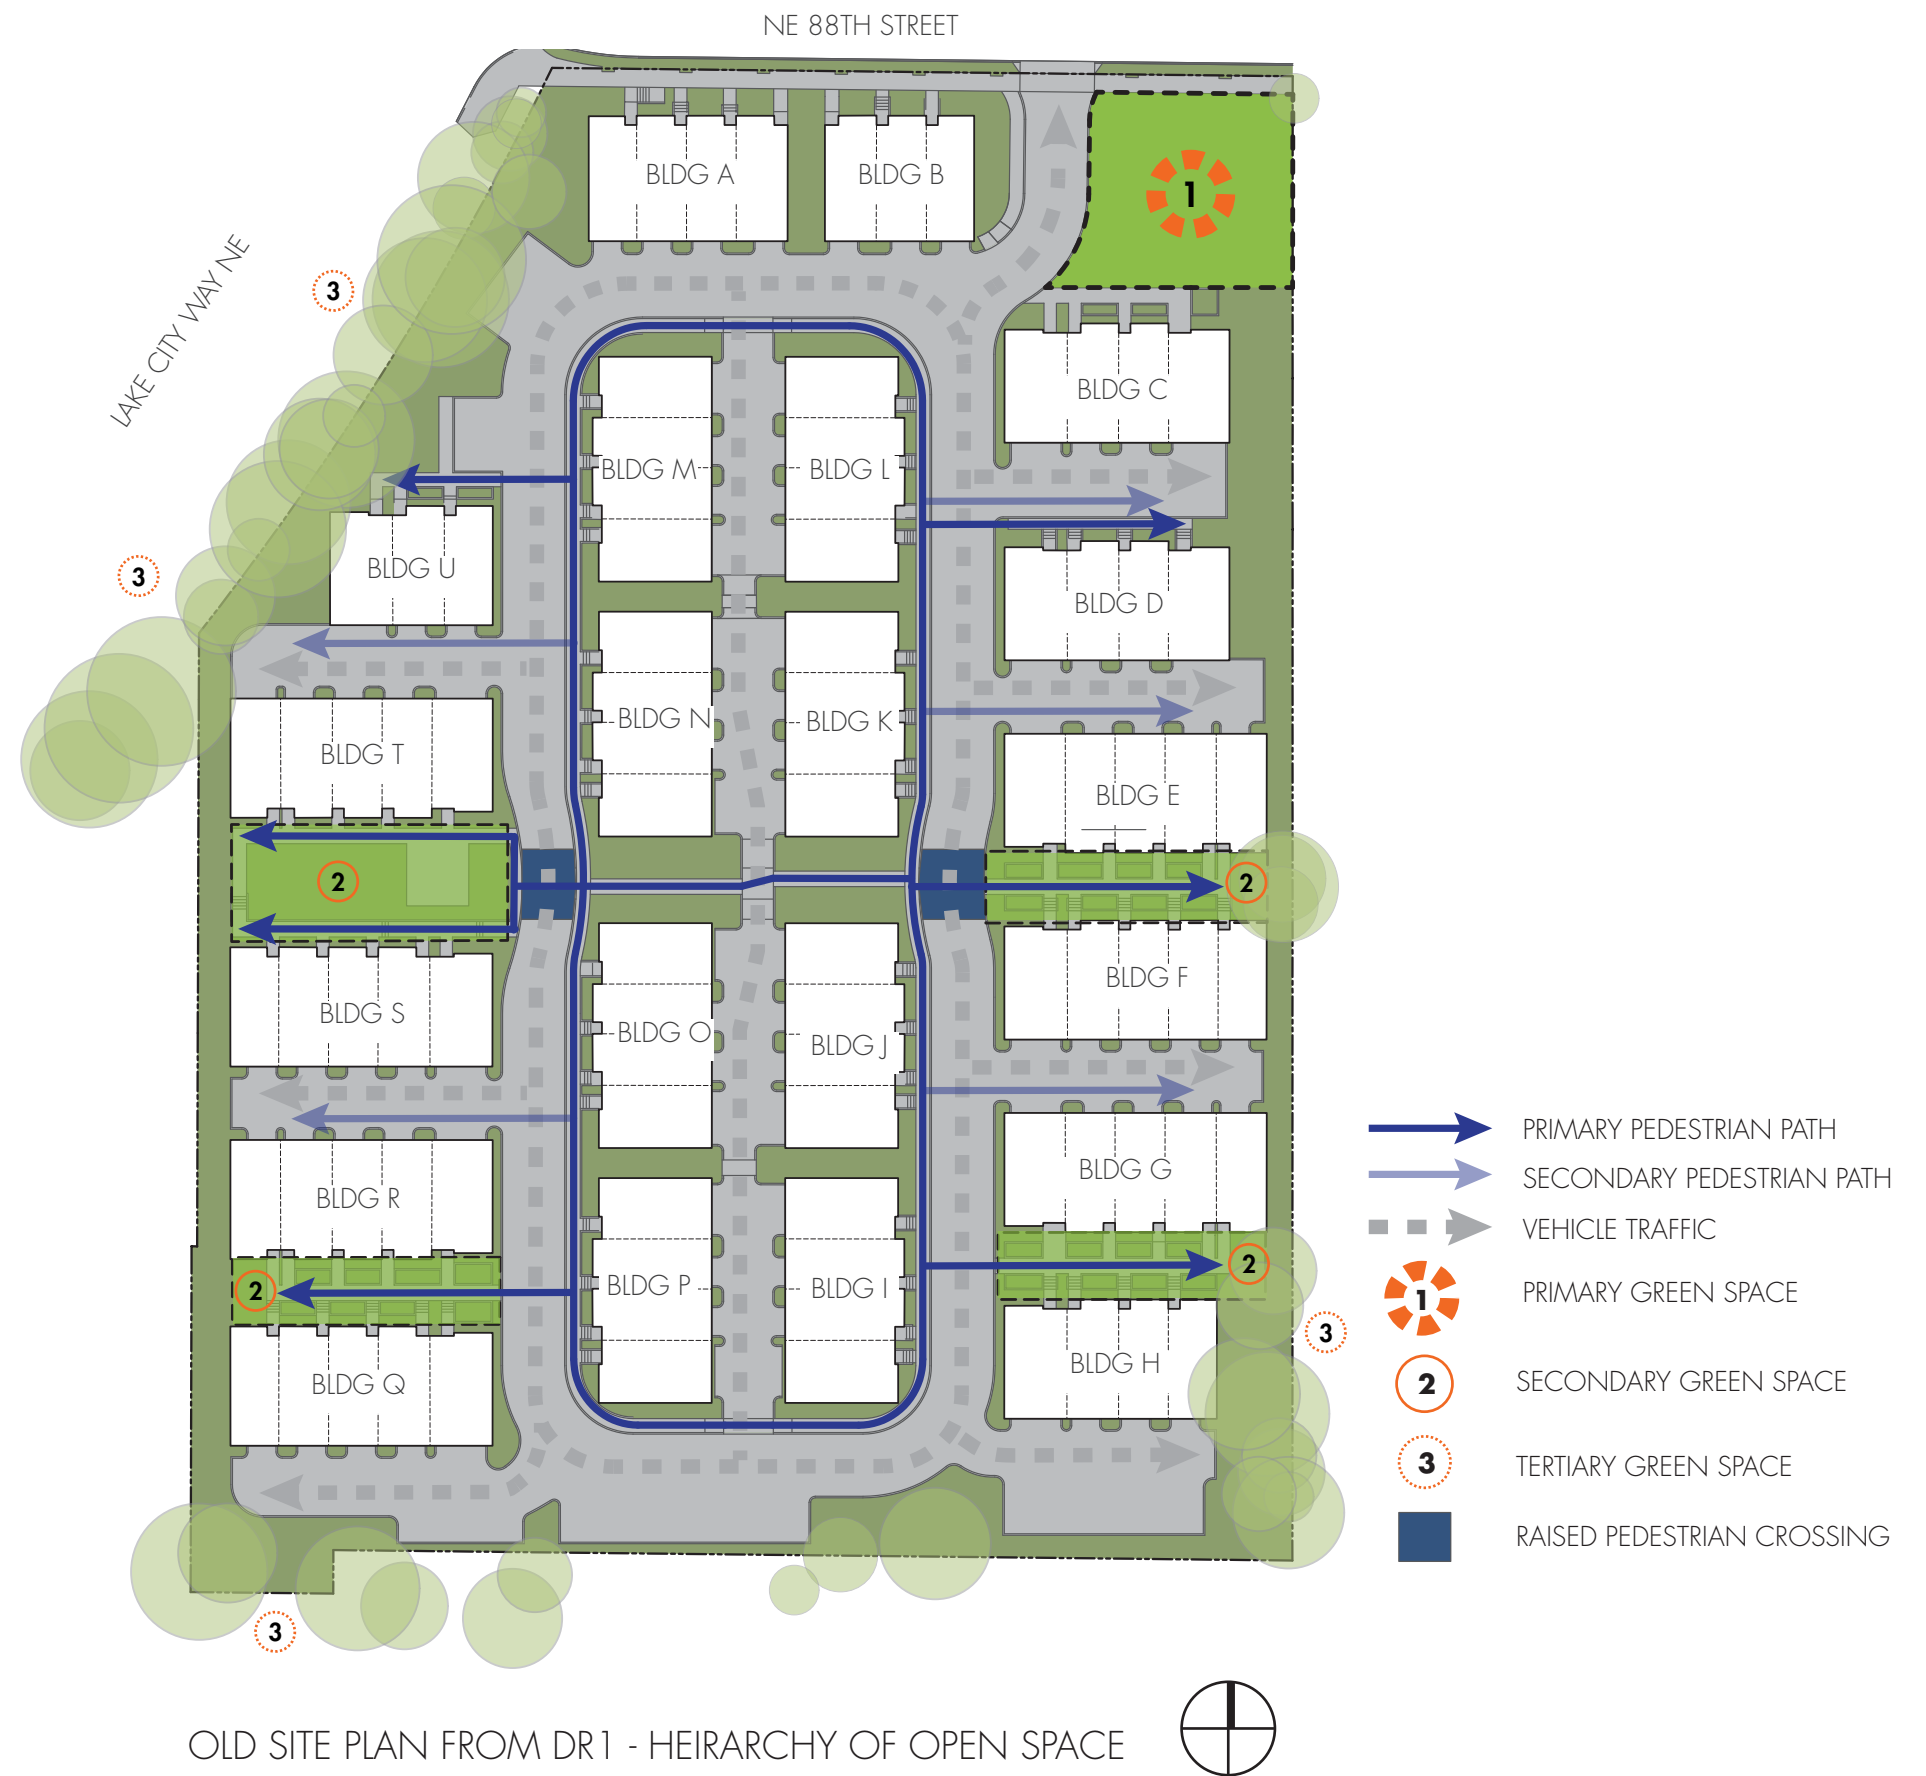 NE 88TH STREET
BLDG A
BLDG B
1
LAKE CITY WAY NE
3
BLDG C
BLDG M
BLDG L
BLDG U
3
BLDG D
BLDG N
BLDG K
BLDG T
BLDG E
2
2
BLDG F
BLDG S
BLDG O
BLDG J
PRIMARY PEDESTRIAN PATH
BLDG G
SECONDARY PEDESTRIAN PATH
BLDG R
VEHICLE TRAFFIC
2
2
BLDG P
BLDG I
1
PRIMARY GREEN SPACE
3
BLDG H
BLDG Q
2
SECONDARY GREEN SPACE
3
TERTIARY GREEN SPACE
RAISED PEDESTRIAN CROSSING
3
OLD SITE PLAN FROM DR1 - HEIRARCHY OF OPEN SPACE